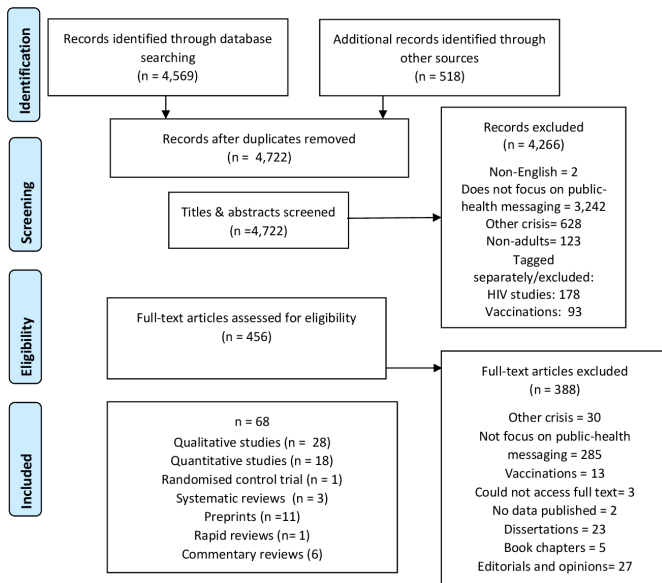 Identification
Records identified through database
searching
(n = 4,569)
Additional records identified through
other sources
(n = 518)
Records after duplicates removed
(n = 4,722)
Screening
Titles & abstracts screened
(n =4,722)
Records excluded
(n = 4,266)
Non-English = 2
Does not focus on public-
health messaging = 3,242
Other crisis= 628
Non-adults= 123
Tagged
separately/excluded:
HIV studies: 178
Vaccinations: 93
Eligibility
Full-text articles assessed for eligibility
(n = 456)
Full-text articles excluded
(n = 388)
Other crisis = 30
Not focus on public-health
messaging = 285
Vaccinations = 13
Could not access full text= 3
No data published = 2
Dissertations = 23
Book chapters = 5
Editorials and opinions= 27
Included
n = 68
Qualitative studies (n = 28)
Quantitative studies (n = 18)
Randomised control trial (n = 1)
Systematic reviews (n = 3)
Preprints (n =11)
Rapid reviews (n= 1)
Commentary reviews (6)